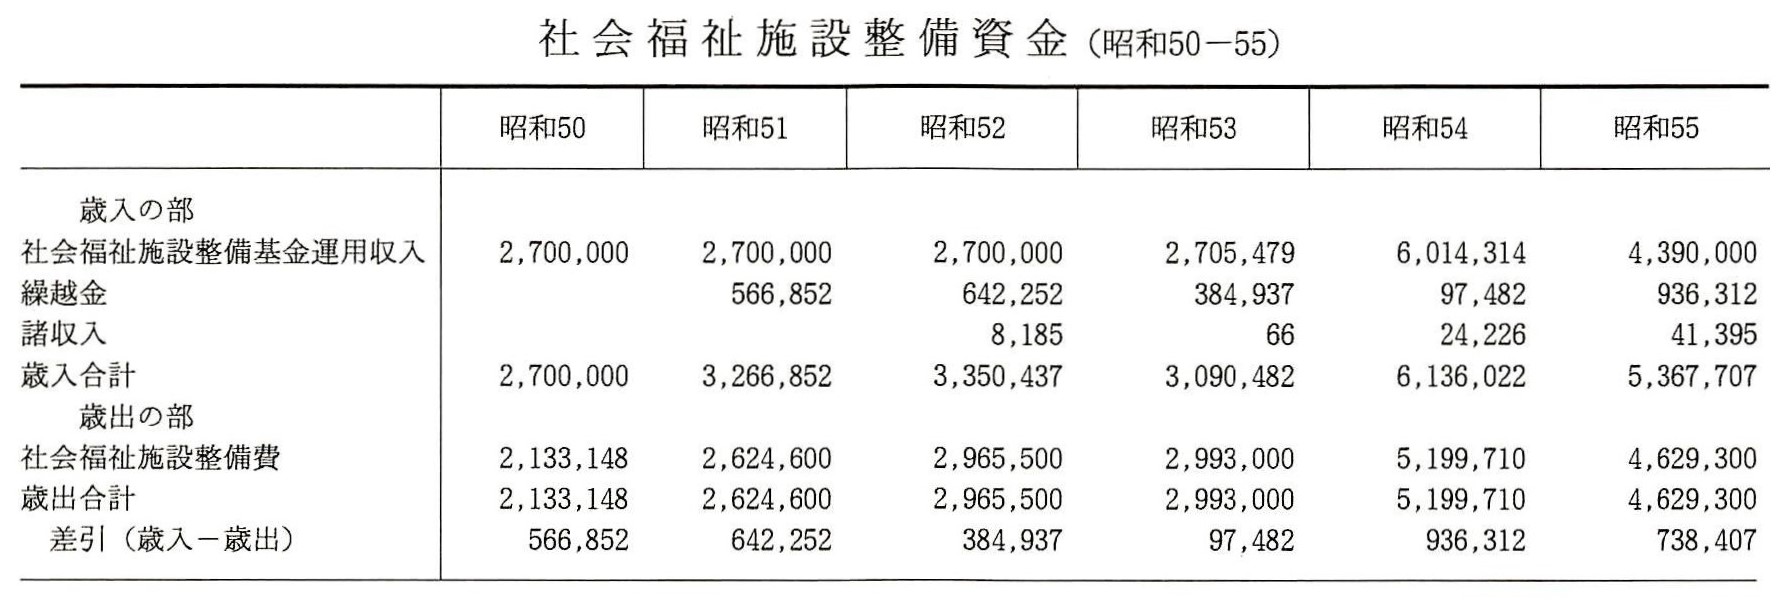 社会福祉施設整備資金（昭和50－55）
昭和50 昭和51 昭和52 昭和53 昭和54 昭和55
歳入の部
社会福祉施設整備基金運用収入 2,700,000 2,700,000 2,700,000 2,705,479 6,014,314 4,390,000
繰越金 566,852 642,252 384,937 97,482 936,312
諸収入 8,185 66 24,226 41,395
歳入合計 2,700,000 3,266,852 3,350,437 3,090,482 6,136,022 5,367,707
歳出の部
社会福祉施設整備費 2,133,148 2,624,600 2,965,500 2,993,000 5,199,710 4,629,300
歳出合計 2,133,148 2,624,600 2,965,500 2,993,000 5,199,710 4,629,300
差引（歳入－歳出） 566,852 642,252 384,937 97,482 936,312 738,407